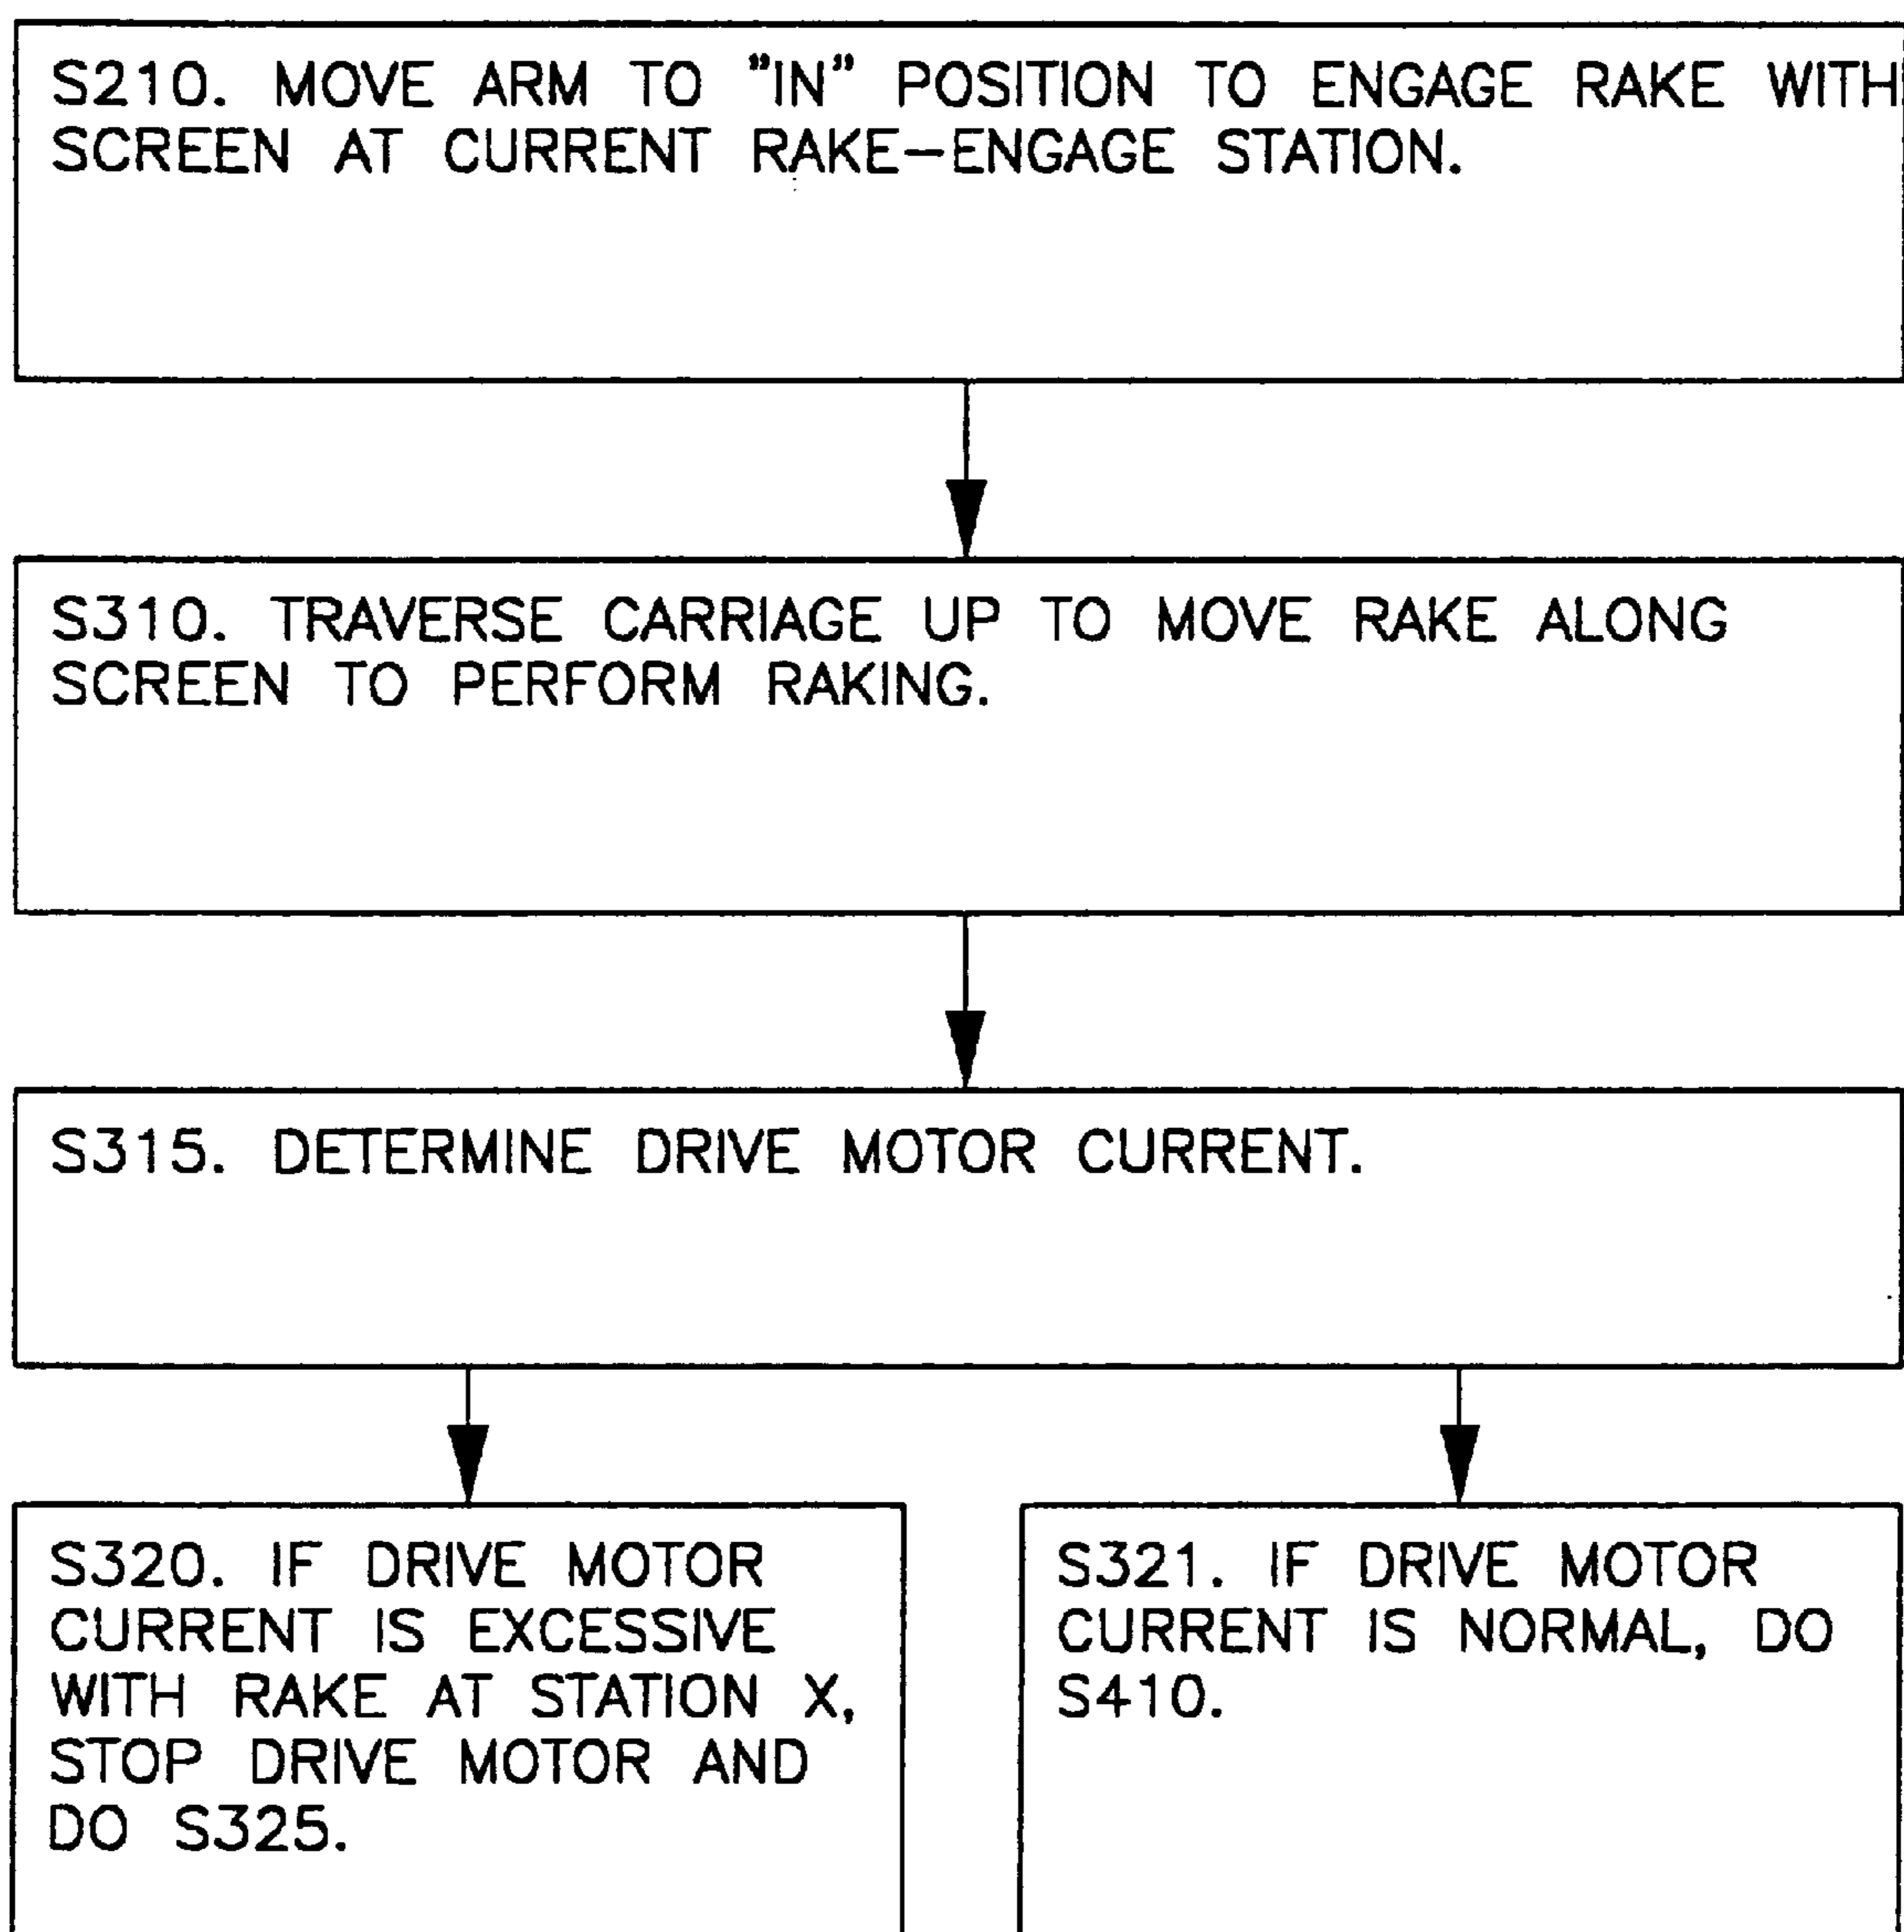 S210. MOVE ARM TO "IN" POSITION TO ENGAGE RAKE WITH
SCREEN AT CURRENT RAKE-ENGAGE STATION.
S310. TRAVERSE CARRIAGE UP TO MOVE RAKE ALONG
SCREEN TO PERFORM RAKING.
S315. DETERMINE DRIVE MOTOR CURRENT.
S320. IF DRIVE MOTOR
CURRENT IS EXCESSIVE
WITH RAKE AT STATION X,
STOP DRIVE MOTOR AND
DO S325.
S321. IF DRIVE MOTOR
CURRENT IS NORMAL, DO
S410.